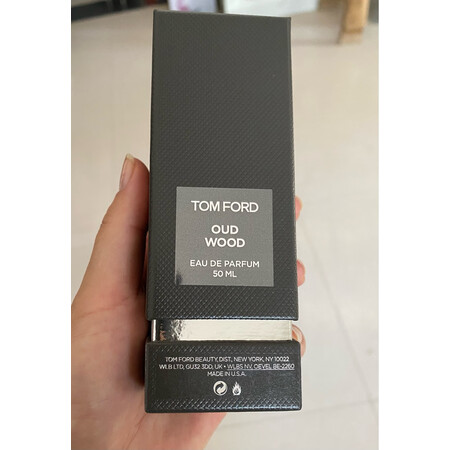 TOM FORD
OUD
WOOD
EAU DE PARFUM
50 ML
TOM FORD BEAUTY, DIST., NEW YORK, NY 10022
WLB LTD, GU32 3DD, UK • WLBS NV, OEVEL BE-2260
MADE IN U.S.A.